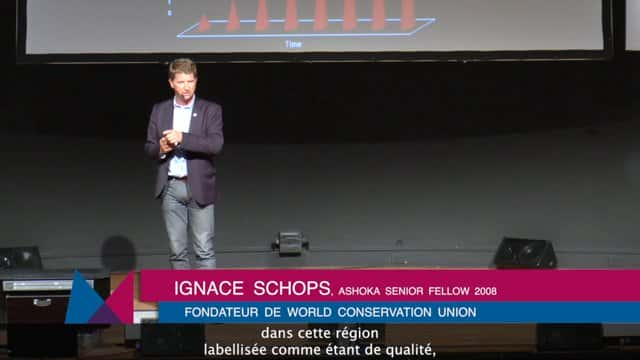 Time
IGNACE SCHOPS, ASHOKA SENIOR FELLOW 2008
FONDATEUR DE WORLD CONSERVATION UNION
dans cette région
labellisée comme étant de qualité,